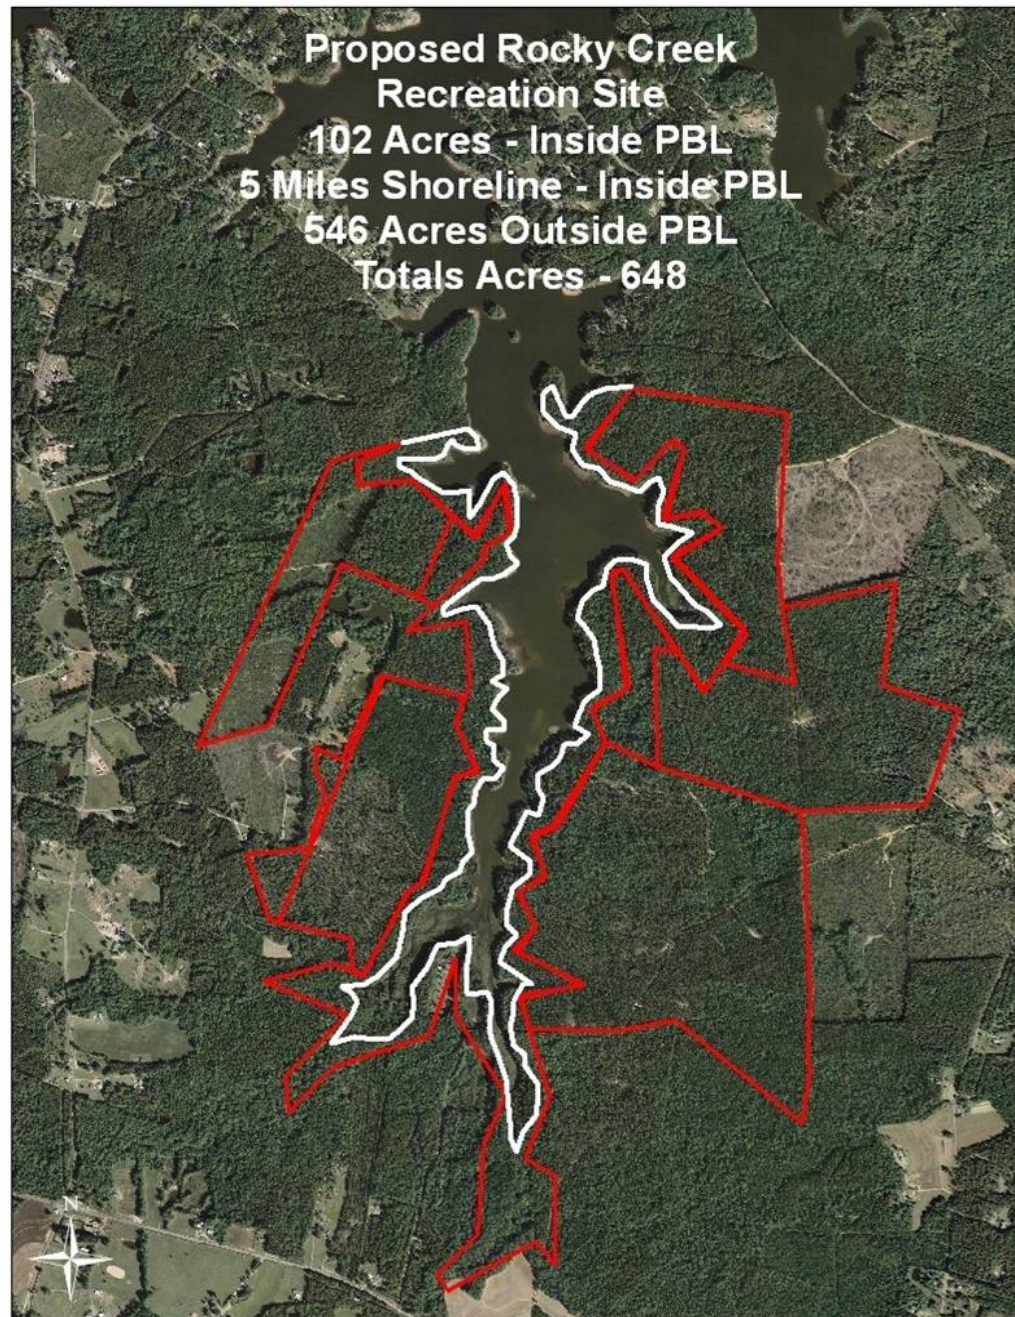 Proposed Rocky Creek
Recreation Site
102 Acres - Inside PBL
5 Miles Shoreline - Inside PBL
546 Acres Outside PBL
Totals Acres - 648
N